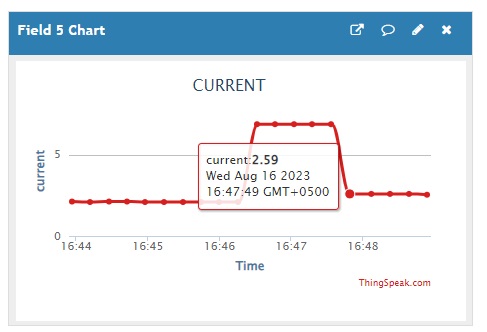 Field 5 Chart
CURRENT
current
5
0
current:2.59
Wed Aug 16 2023
16:47:49 GMT+0500
16:44 16:45 16:46 16:47 16:48
Time
ThingSpeak.com